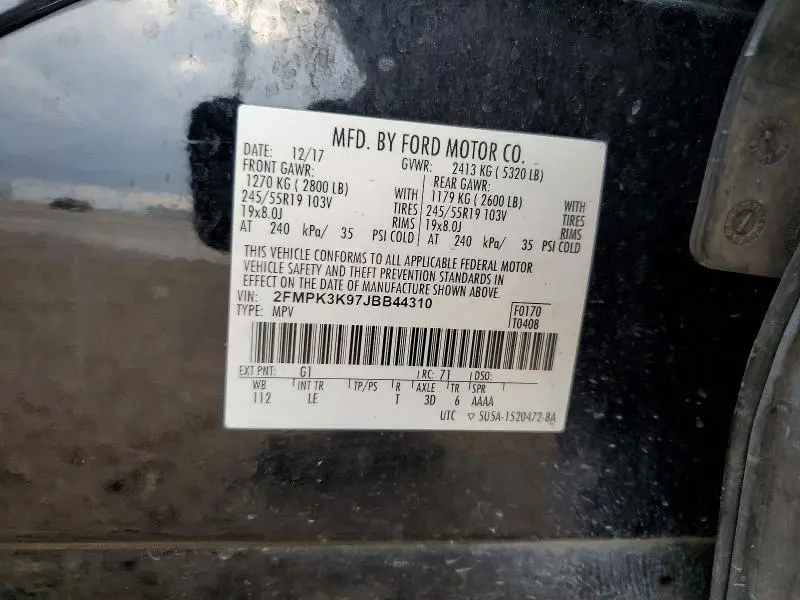 MFD. BY FORD MOTOR CO.
DATE: 12/17 GVWR: 2413 KG ( 5320 LB)
FRONT GAWR: REAR GAWR:
1270 KG ( 2800 LB) WITH 1179 KG ( 2600 LB) WITH
245/55R19 103V TIRES 245/55R19 103V TIRES
19x8.0J RIMS 19x8.0J RIMS
AT 240 kPa/ 35 PSI COLD AT 240 kPa/ 35 PSI COLD
THIS VEHICLE CONFORMS TO ALL APPLICABLE FEDERAL MOTOR
VEHICLE SAFETY AND THEFT PREVENTION STANDARDS IN
EFFECT ON THE DATE OF MANUFACTURE SHOWN ABOVE.
VIN: 2FMPK3K97JBB44310 F0170
TYPE: MPV T0408
EXT PNT: G1 RC: 71 DSO:
WB INT TR TP/PS R AXLE TR SPR
112 LE T 3D 6 AAAA
UTC ▽ 5U5A-1520472-BA